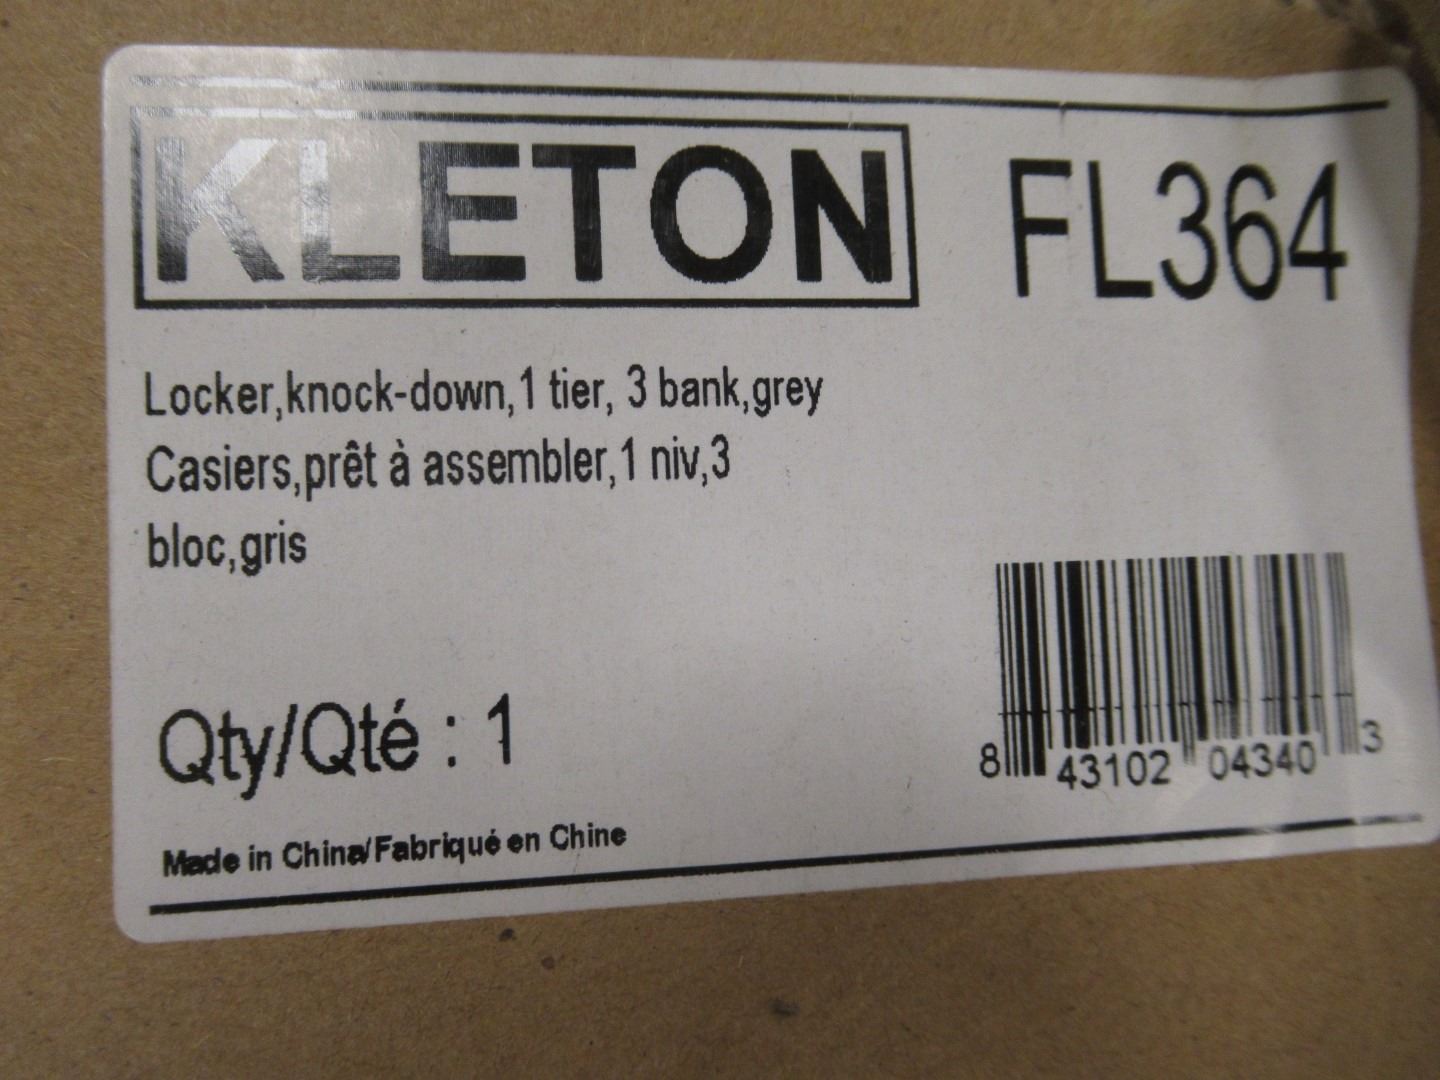 KLETON FL364
Locker,knock-down,1 tier, 3 bank,grey
Casiers,prêt à assembler,1 niv,3
bloc,gris
Qty/Qté : 1
8 43102 04340 3
Made in China/Fabriqué en Chine